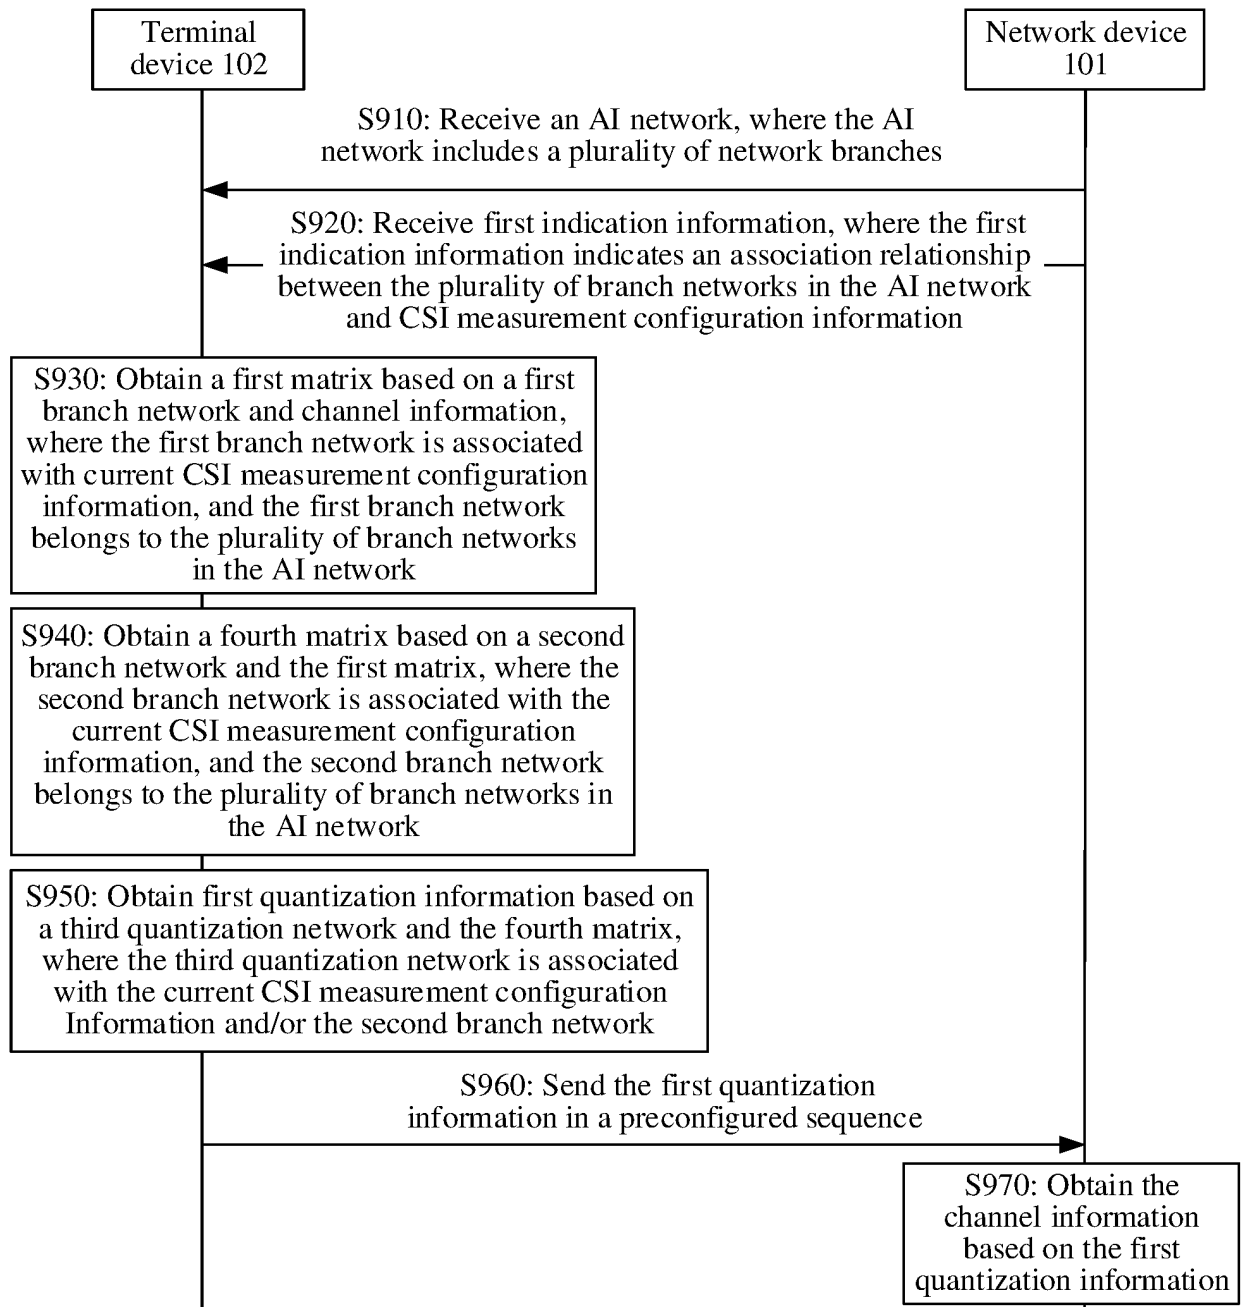 Terminal
device 102
Network device
101
S910: Receive an AI network, where the AI
network includes a plurality of network branches
S920: Receive first indication information, where the first
indication information indicates an association relationship
between the plurality of branch networks in the AI network
and CSI measurement configuration information
S930: Obtain a first matrix based on a first
branch network and channel information,
where the first branch network is associated
with current CSI measurement configuration
information, and the first branch network
belongs to the plurality of branch networks
in the AI network
S940: Obtain a fourth matrix based on a second
branch network and the first matrix, where the
second branch network is associated with the
current CSI measurement configuration
information, and the second branch network
belongs to the plurality of branch networks in
the AI network
S950: Obtain first quantization information based on
a third quantization network and the fourth matrix,
where the third quantization network is associated
with the current CSI measurement configuration
Information and/or the second branch network
S960: Send the first quantization
information in a preconfigured sequence
S970: Obtain the
channel information
based on the first
quantization information